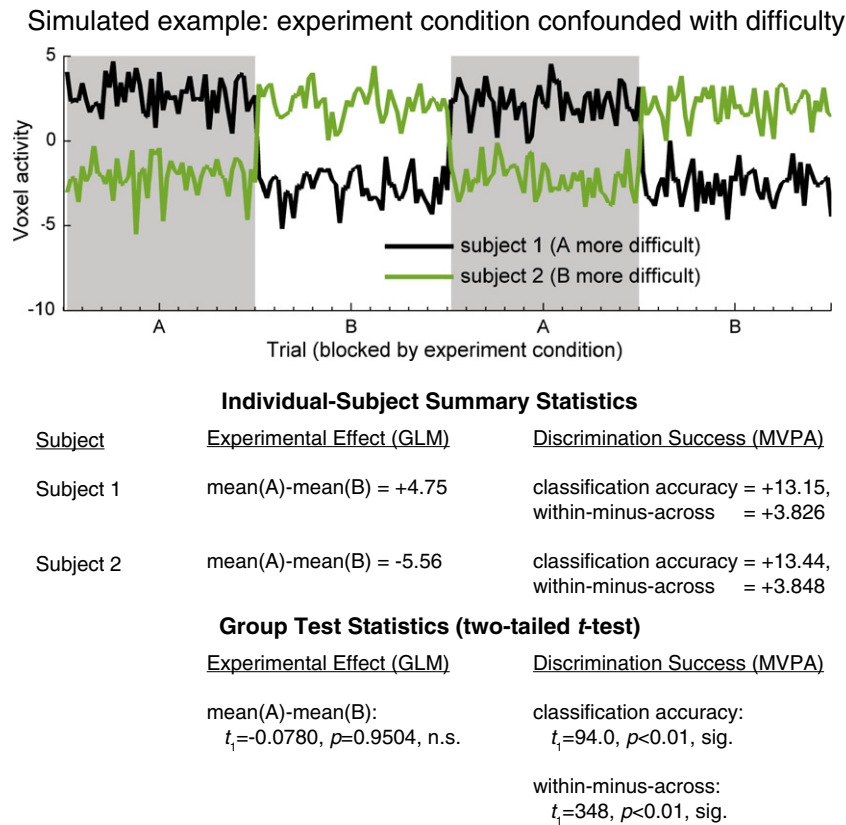 Simulated example: experiment condition confounded with difficulty
5
0
-5
-10
Voxel activity
subject 1 (A more difficult)
subject 2 (B more difficult)
A B A B
Trial (blocked by experiment condition)
Individual-Subject Summary Statistics
Subject Experimental Effect (GLM) Discrimination Success (MVPA)
Subject 1 mean(A)-mean(B) = +4.75 classification accuracy = +13.15,
within-minus-across = +3.826
Subject 2 mean(A)-mean(B) = -5.56 classification accuracy = +13.44,
within-minus-across = +3.848
Group Test Statistics (two-tailed t-test)
Experimental Effect (GLM) Discrimination Success (MVPA)
mean(A)-mean(B): classification accuracy:
t1=-0.0780, p=0.9504, n.s. t1=94.0, p<0.01, sig.
within-minus-across:
t1=348, p<0.01, sig.